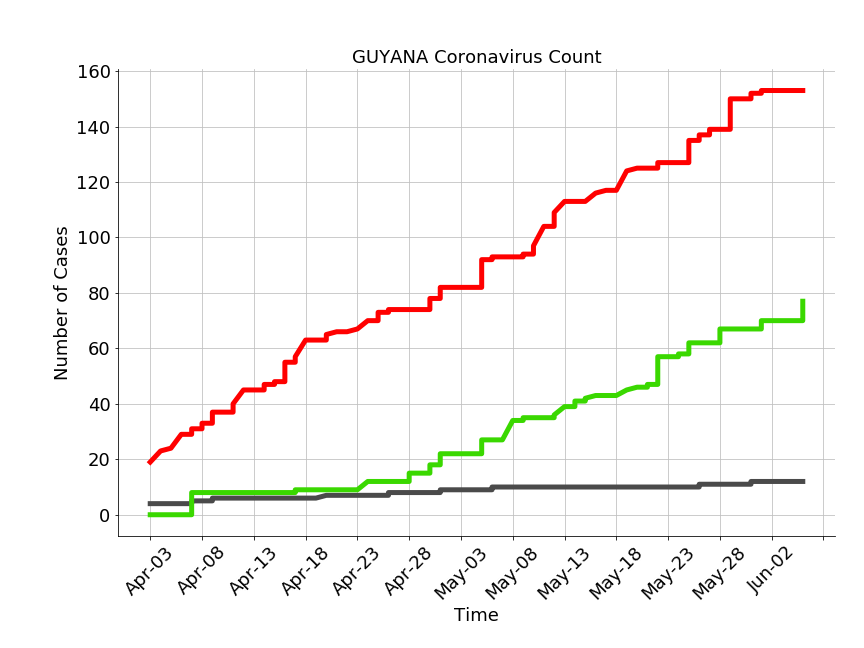 GUYANA Coronavirus Count
160
140
120
100
80
60
40
20
0
Number of Cases
Apr-03
Apr-08
Apr-13
Apr-18
Apr-23
Apr-28
May-03
May-08
May-13
May-18
May-23
May-28
Jun-02
Time